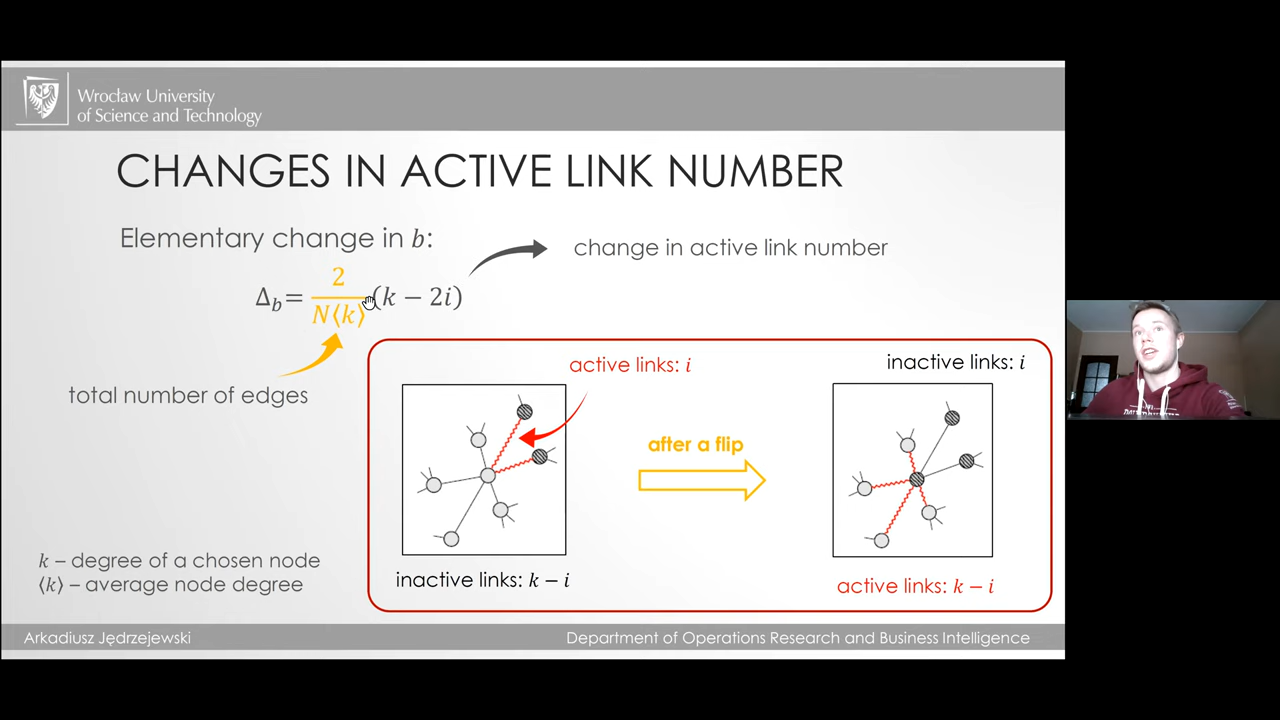 Wrocław University
of Science and Technology
CHANGES IN ACTIVE LINK NUMBER
Elementary change in b:
change in active link number
Δ_b = 2/N⟨k⟩ (k − 2i)
total number of edges
active links: i
inactive links: i
after a flip
k – degree of a chosen node
⟨k⟩ – average node degree
inactive links: k − i
active links: k − i
Arkadiusz Jędrzejewski
Department of Operations Research and Business Intelligence